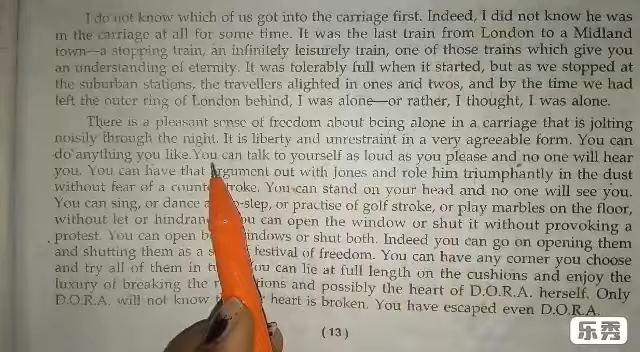 I do not know which of us got into the carriage first. Indeed, I did not know he was
in the carriage at all for some time. It was the last train from London to a Midland
town—a stopping train, an infinitely leisurely train, one of those trains which give you
an understanding of eternity. It was tolerably full when it started, but as we stopped at
the suburban stations, the travellers alighted in ones and twos, and by the time we had
left the outer ring of London behind, I was alone—or rather, I thought, I was alone.
There is a pleasant sense of freedom about being alone in a carriage that is jolting
noisily through the night. It is liberty and unrestraint in a very agreeable form. You can
do anything you like.You can talk to yourself as loud as you please and no one will hear
you. You can have that argument out with Jones and role him triumphantly in the dust
without fear of a counte troke. You can stand on your head and no one will see you.
You can sing, or dance a o-step, or practise of golf stroke, or play marbles on the floor,
without let or hindran u can open the window or shut it without provoking a
protest. You can open b indows or shut both. Indeed you can go on opening them
and shutting them as a s festival of freedom. You can have any corner you choose
and try all of them in t ou can lie at full length on the cushions and enjoy the
luxury of breaking the r tions and possibly the heart of D.O.R.A. herself. Only
D.O.R.A. will not know heart is broken. You have escaped even D.O.R.A.
(13)
乐秀